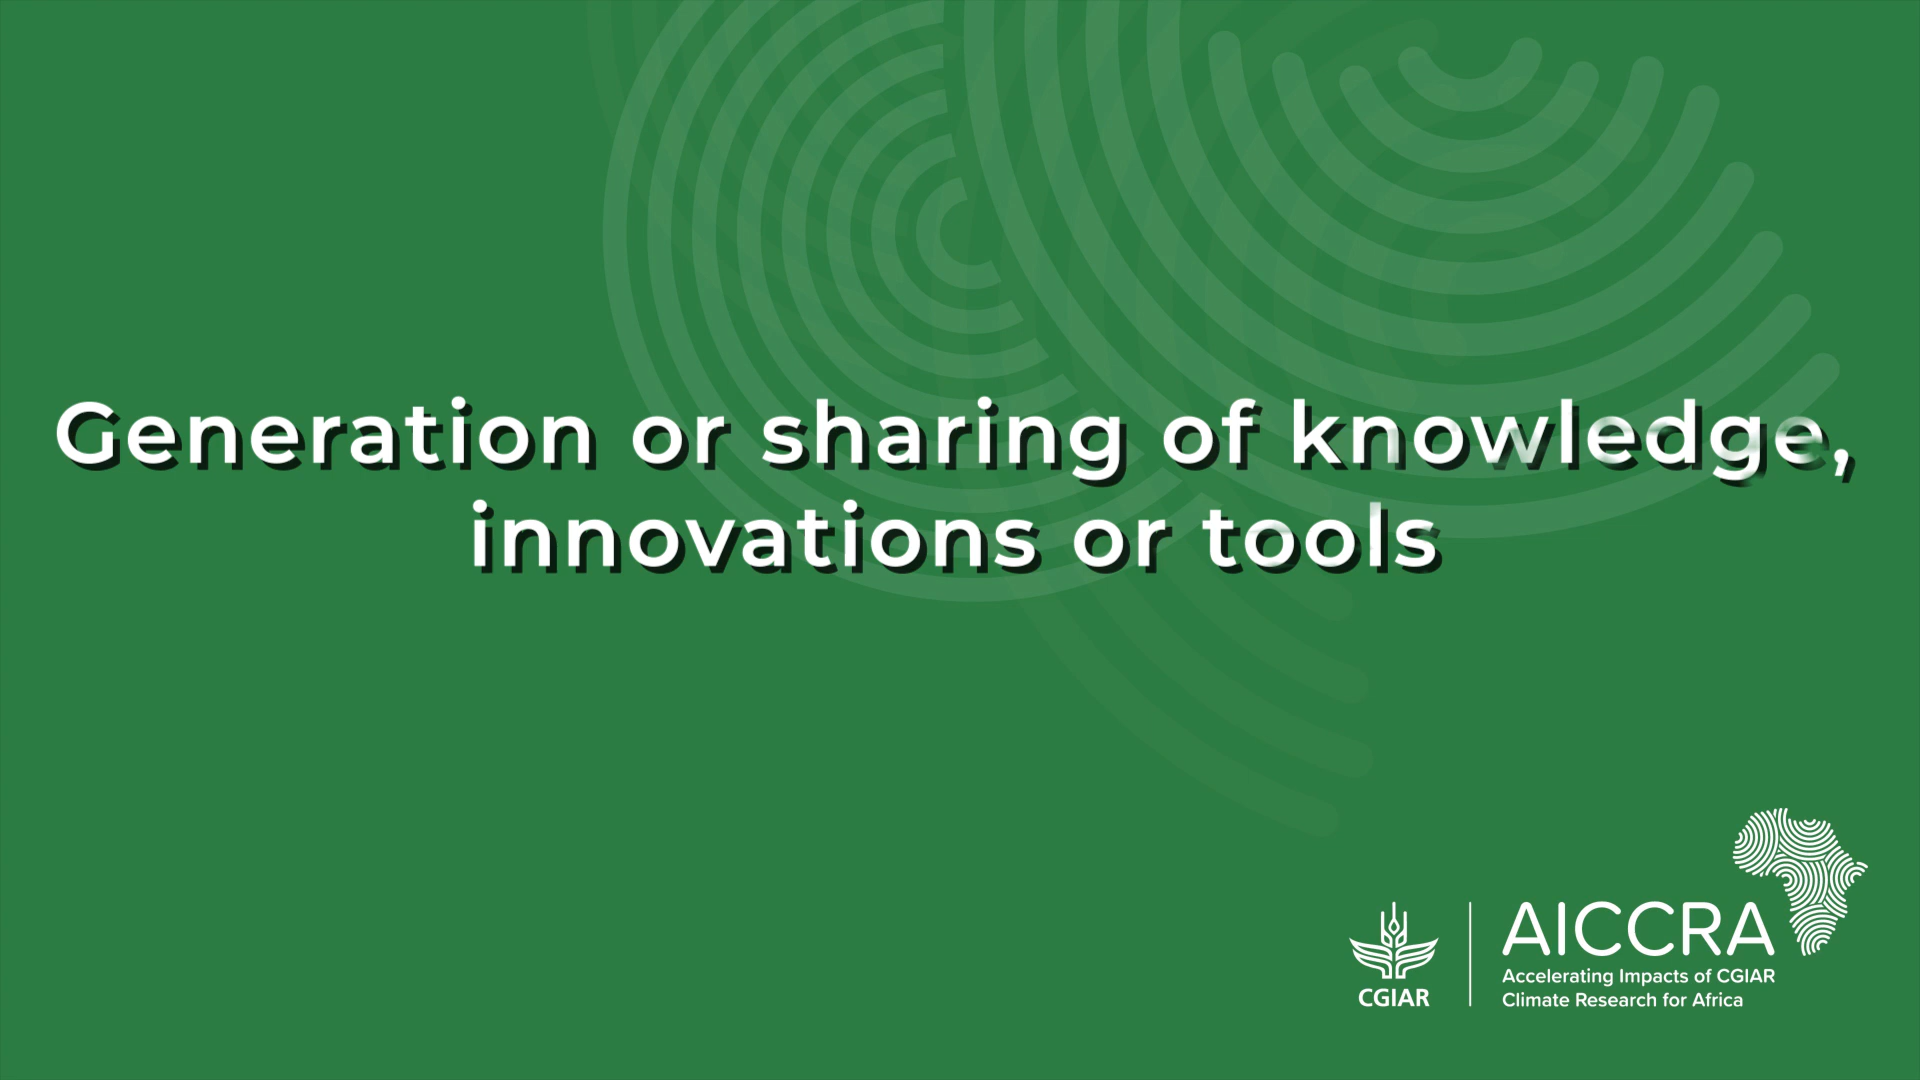 Generation or sharing of knowledge,
innovations or tools
CGIAR
AICCRA
Accelerating Impacts of CGIAR
Climate Research for Africa